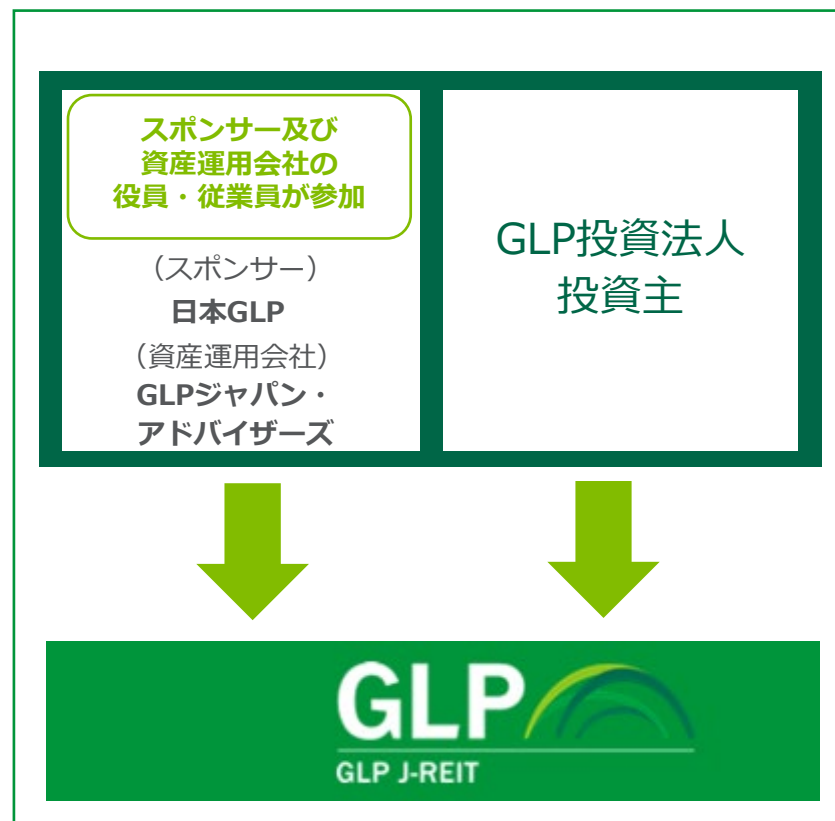 スポンサー及び
資産運用会社の
役員・従業員が参加
（スポンサー）
日本GLP
（資産運用会社）
GLPジャパン・
アドバイザーズ
GLP投資法人
投資主
GLP
GLP J-REIT